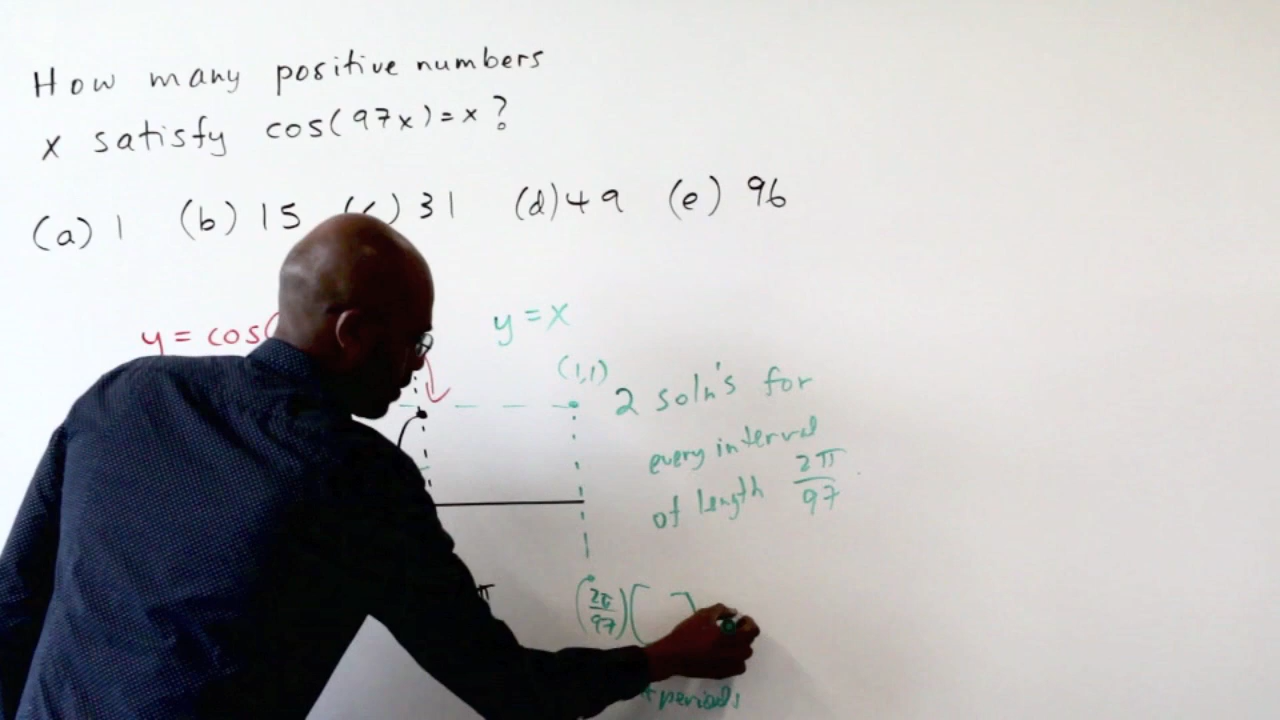 How many positive numbers
x satisfy cos(97x)=x?
(a) 1 (b) 15 (c) 31 (d) 49 (e) 96
y = cos(
y = x
(1,1)
2 soln's for
every interval
of length 2π/97
π
(2π/97)( )
periods